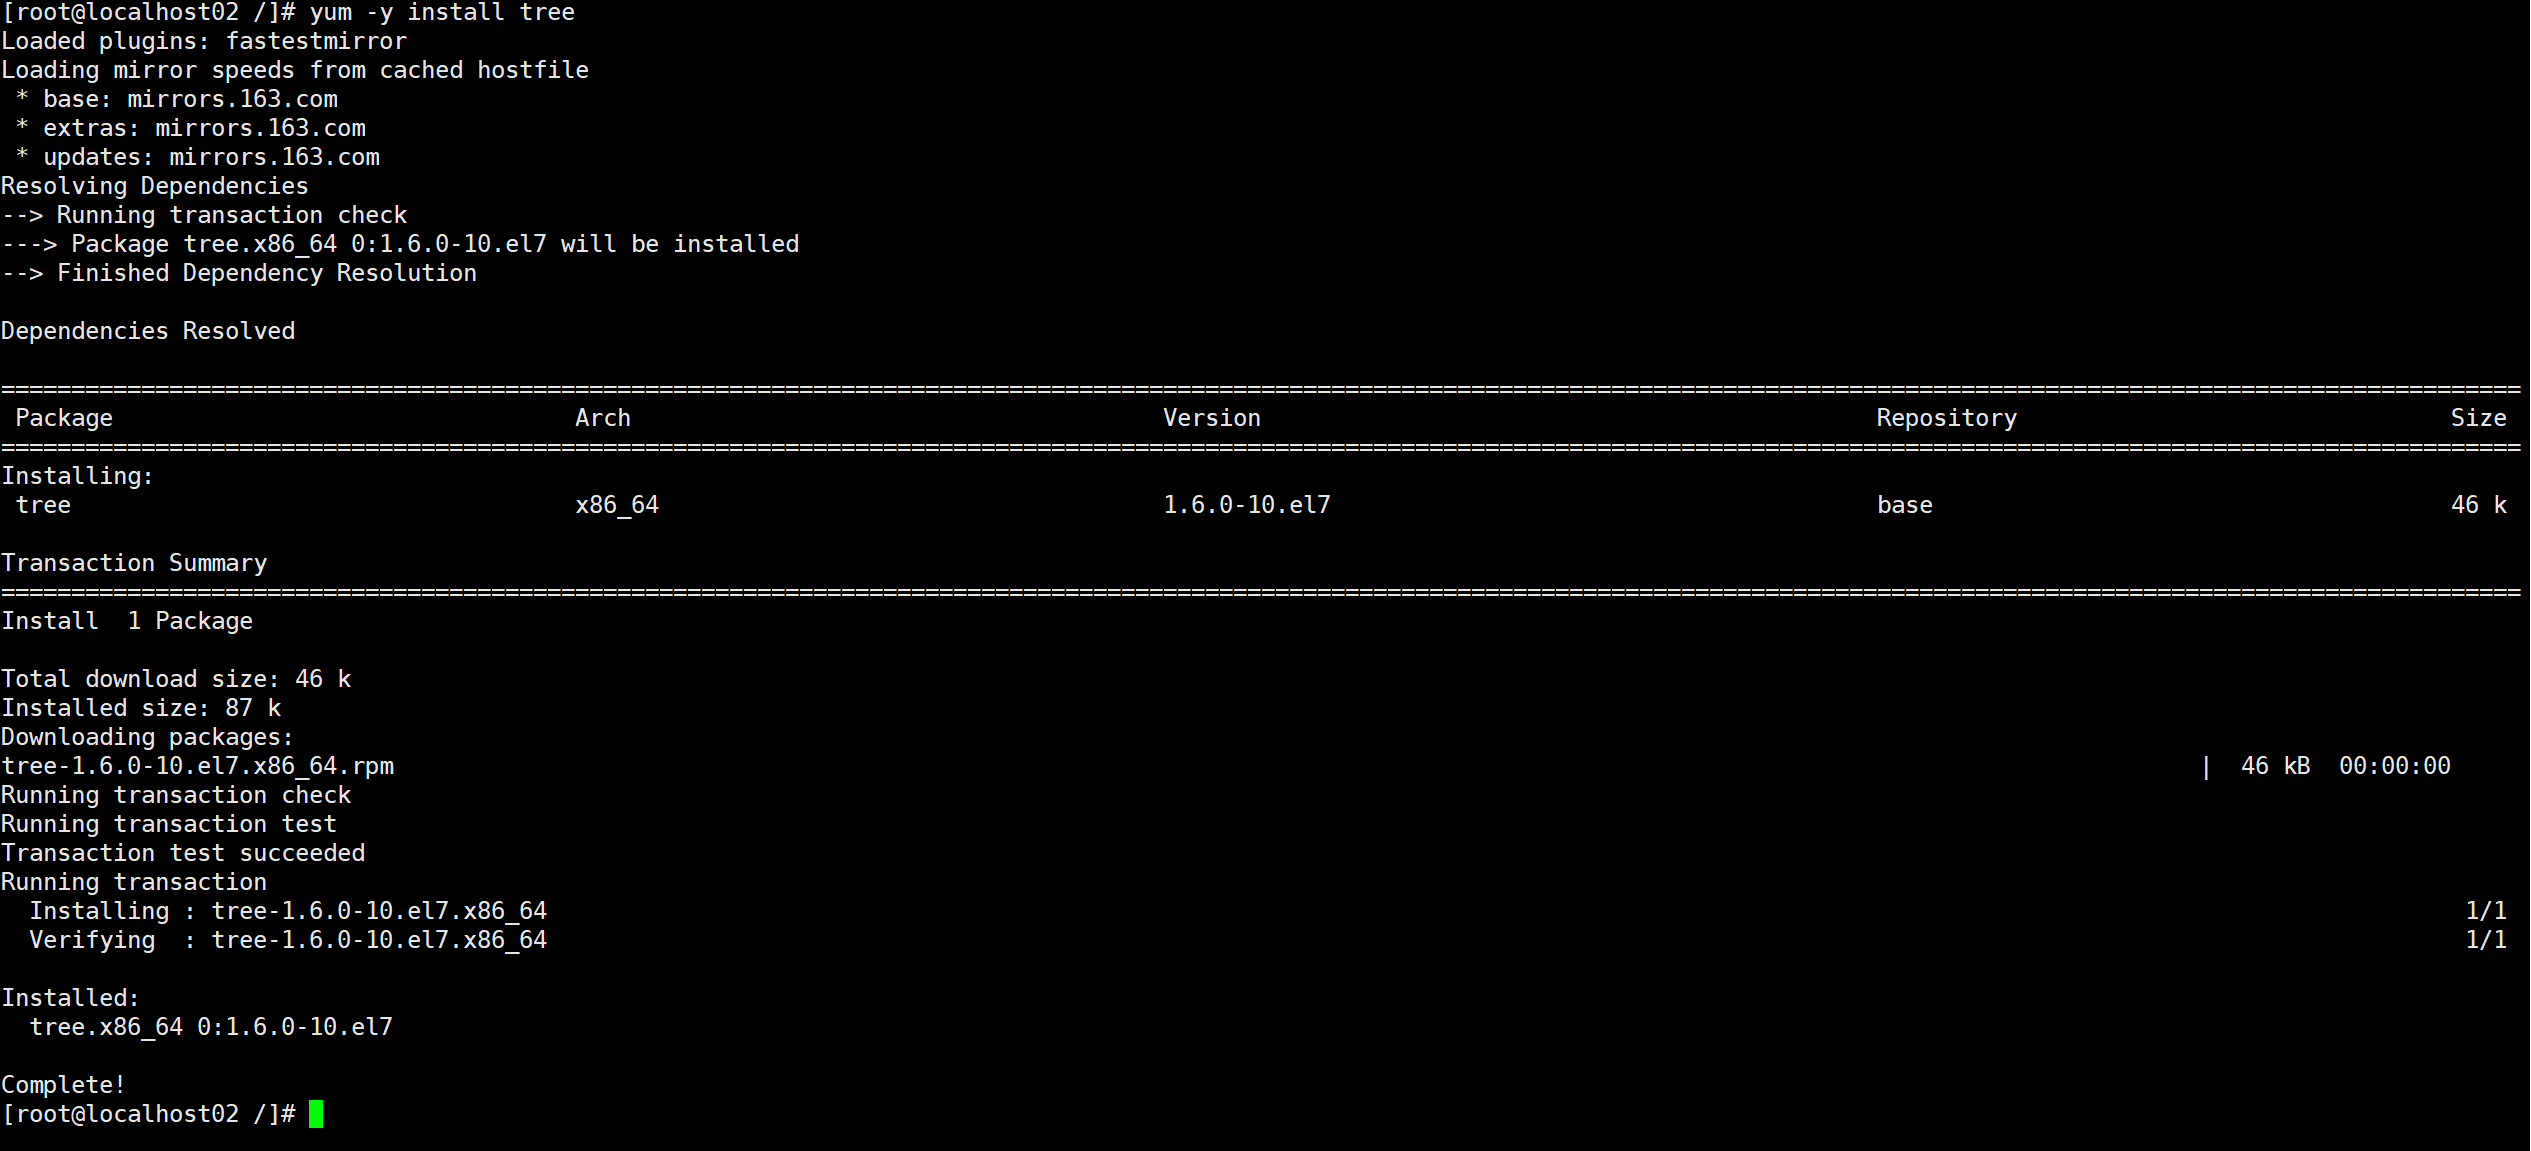 [root@localhost02 /]# yum -y install tree
Loaded plugins: fastestmirror
Loading mirror speeds from cached hostfile
 * base: mirrors.163.com
 * extras: mirrors.163.com
 * updates: mirrors.163.com
Resolving Dependencies
--> Running transaction check
---> Package tree.x86_64 0:1.6.0-10.el7 will be installed
--> Finished Dependency Resolution

Dependencies Resolved

================================================================================
 Package Arch Version Repository Size
================================================================================
Installing:
 tree x86_64 1.6.0-10.el7 base 46 k

Transaction Summary
================================================================================
Install  1 Package

Total download size: 46 k
Installed size: 87 k
Downloading packages:
tree-1.6.0-10.el7.x86_64.rpm |  46 kB  00:00:00
Running transaction check
Running transaction test
Transaction test succeeded
Running transaction
  Installing : tree-1.6.0-10.el7.x86_64 1/1
  Verifying  : tree-1.6.0-10.el7.x86_64 1/1

Installed:
  tree.x86_64 0:1.6.0-10.el7

Complete!
[root@localhost02 /]#